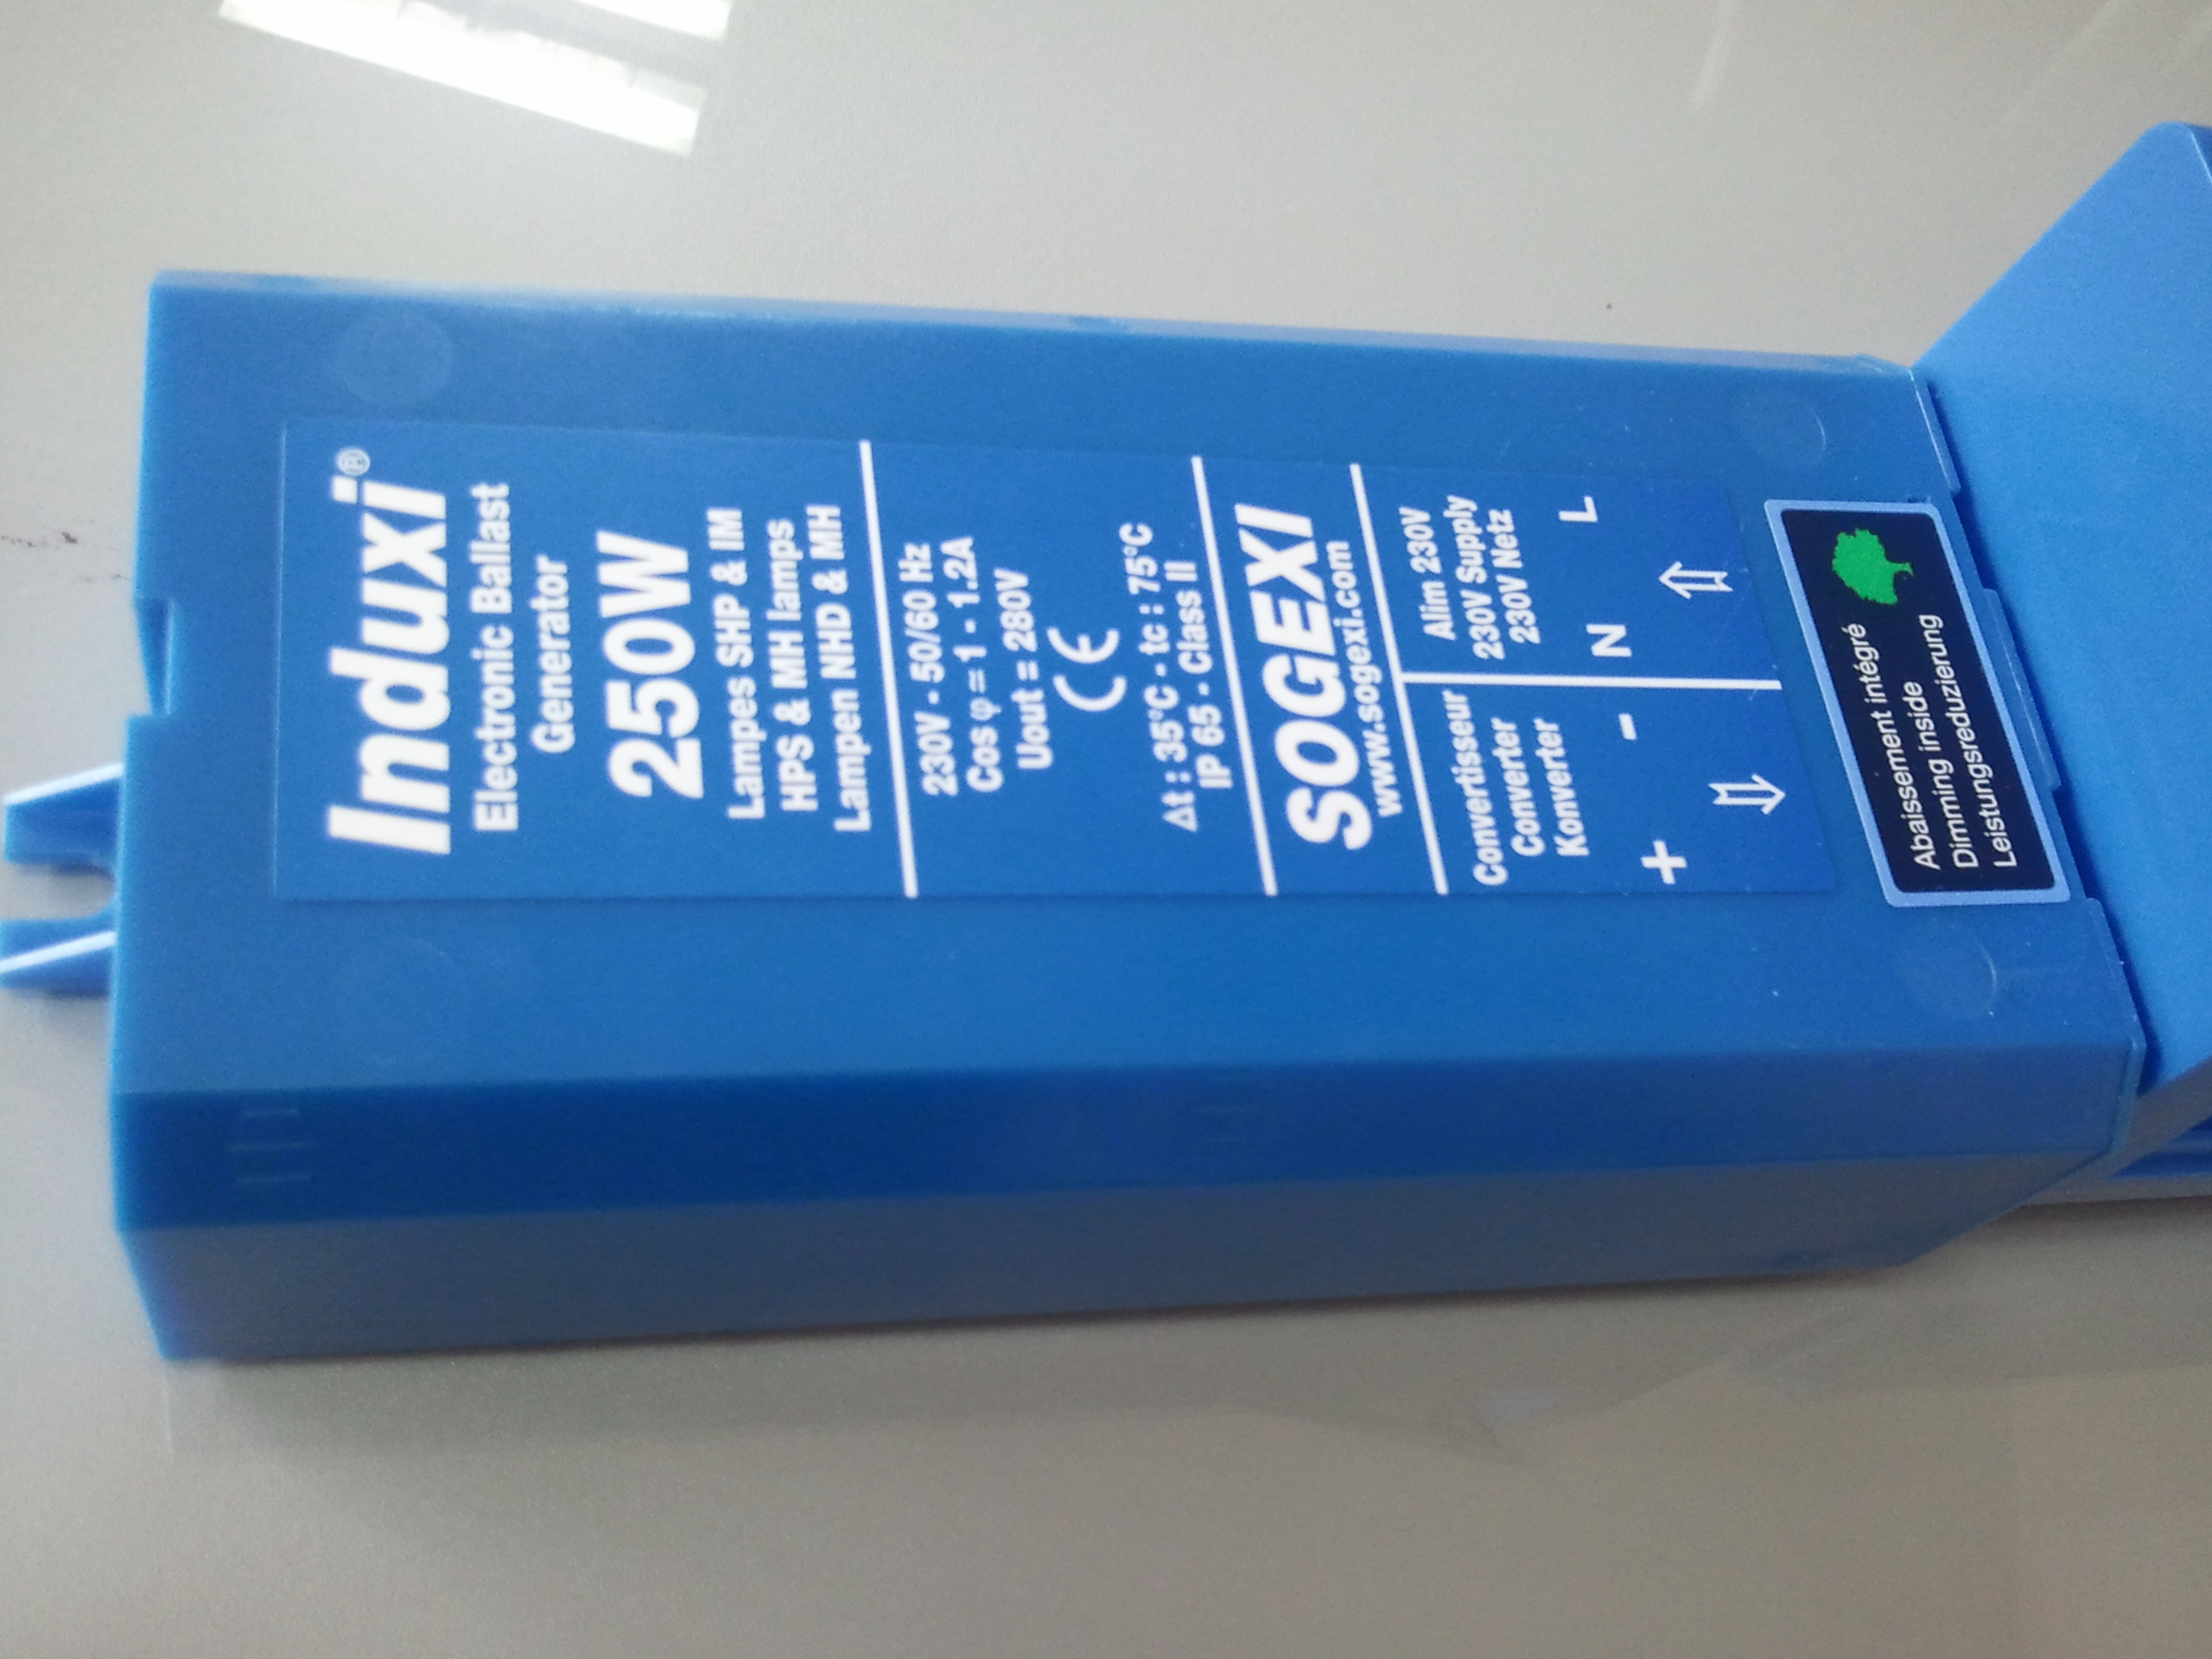 Induxi®
Electronic Ballast
Generator
250W
Lampes SHP & IM
HPS & MH lamps
Lampen NHD & MH
230V - 50/60 Hz
Cos φ = 1 - 1.2A
Uout = 280V
CE
Δt : 35°C - tc : 75°C
IP 65 - Class II
SOGEXI
www.sogexi.com
Convertisseur
Converter
Konverter
+ -
Alim 230V
230V Supply
230V Netz
N L
Abaissement intégré
Dimming inside
Leistungsreduzierung